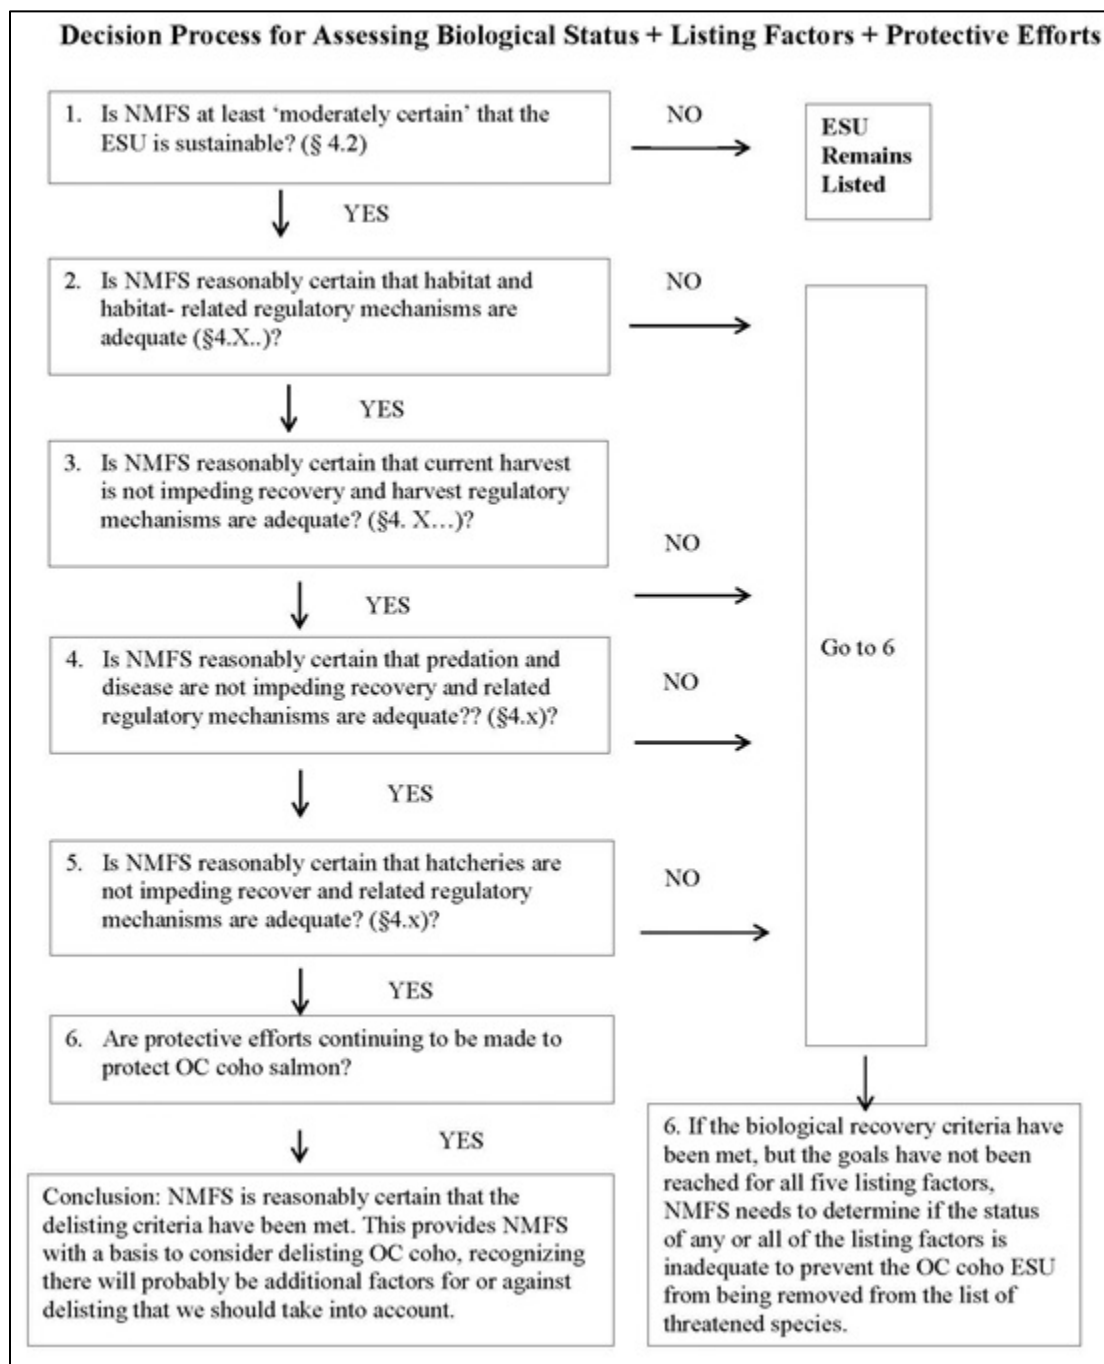 Decision Process for Assessing Biological Status + Listing Factors + Protective Efforts
1. Is NMFS at least ‘moderately certain’ that the
ESU is sustainable? (§ 4.2)
NO
ESU
Remains
Listed
YES
2. Is NMFS reasonably certain that habitat and
habitat- related regulatory mechanisms are
adequate (§4.X..)?
NO
YES
3. Is NMFS reasonably certain that current harvest
is not impeding recovery and harvest regulatory
mechanisms are adequate? (§4. X…)?
NO
YES
4. Is NMFS reasonably certain that predation and
disease are not impeding recovery and related
regulatory mechanisms are adequate?? (§4.x)?
NO
Go to 6
YES
5. Is NMFS reasonably certain that hatcheries are
not impeding recover and related regulatory
mechanisms are adequate? (§4.x)?
NO
YES
6. Are protective efforts continuing to be made to
protect OC coho salmon?
YES
Conclusion: NMFS is reasonably certain that the
delisting criteria have been met. This provides NMFS
with a basis to consider delisting OC coho, recognizing
there will probably be additional factors for or against
delisting that we should take into account.
6. If the biological recovery criteria have
been met, but the goals have not been
reached for all five listing factors,
NMFS needs to determine if the status
of any or all of the listing factors is
inadequate to prevent the OC coho ESU
from being removed from the list of
threatened species.